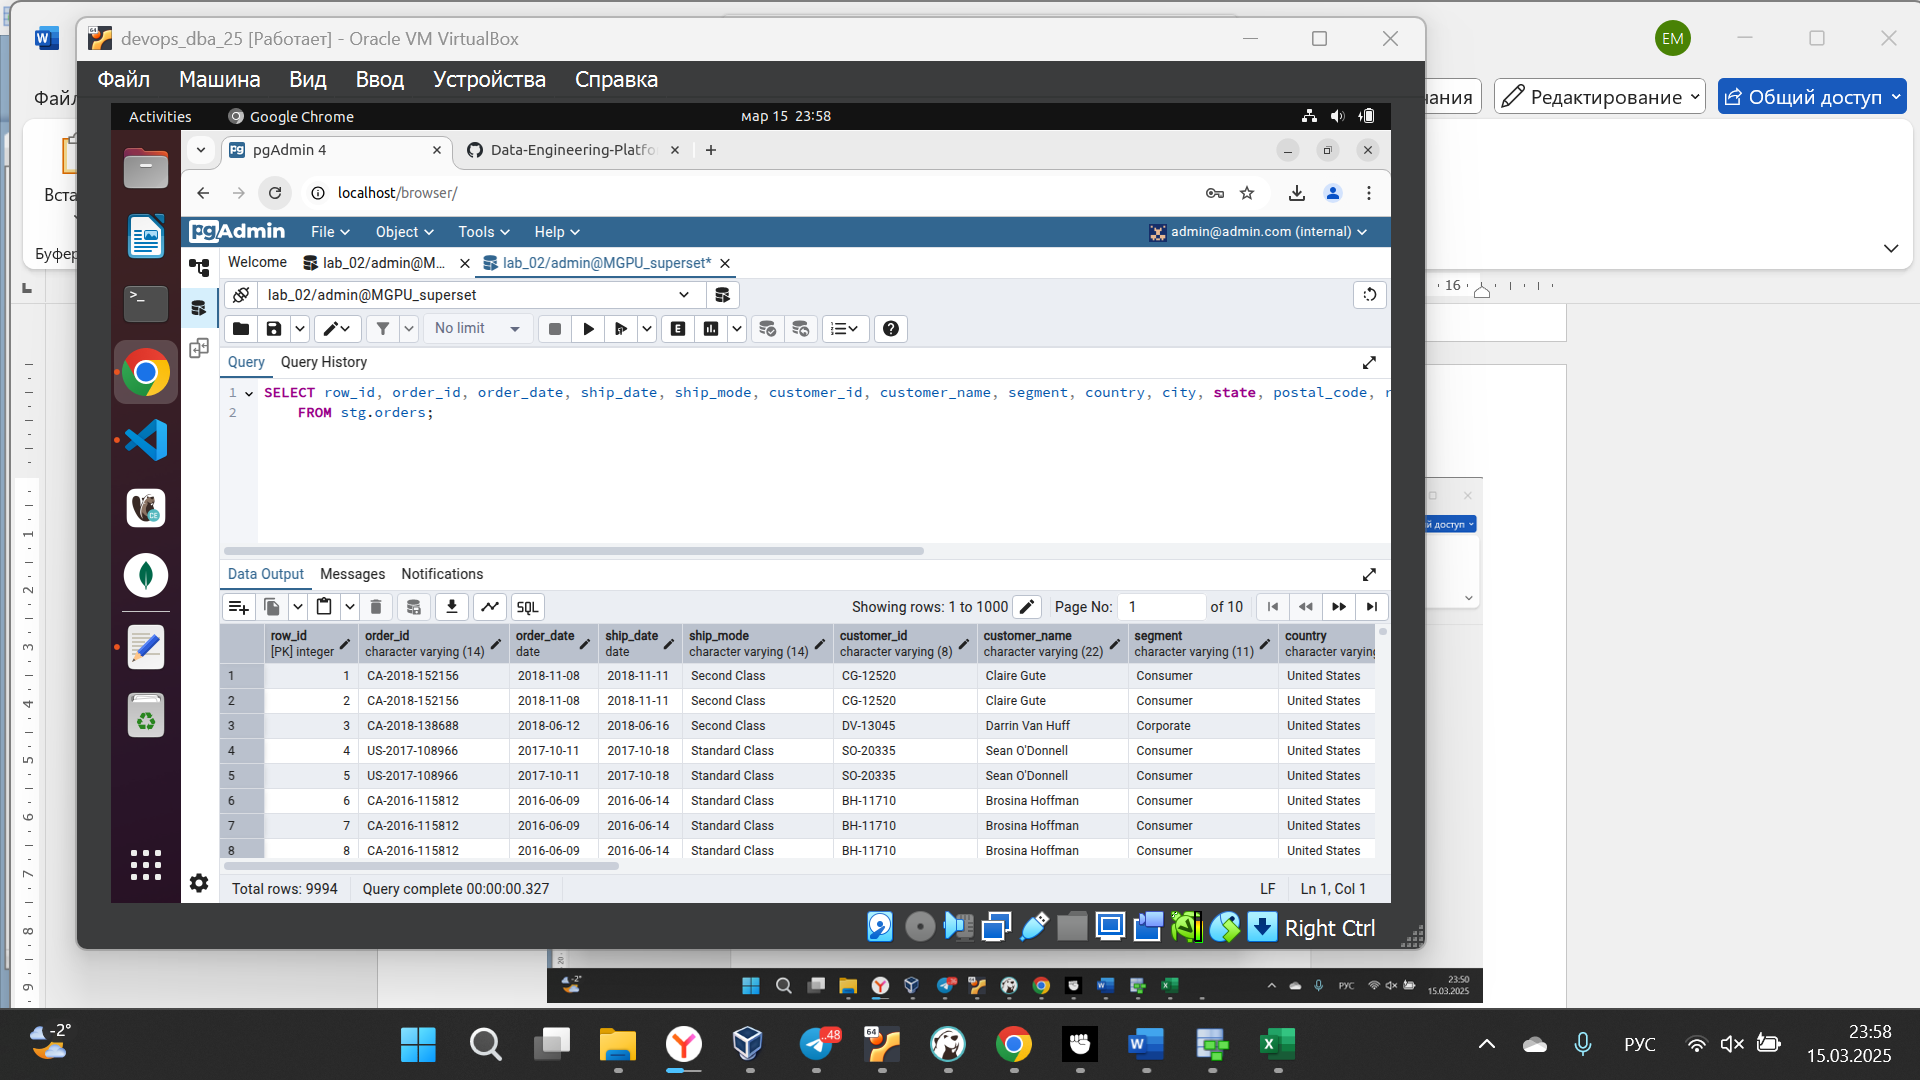 devops_dba_25 [Работает] - Oracle VM VirtualBox
EM
Файл Машина Вид Ввод Устройства Справка
Редактирование
Общий доступ
Activities
Google Chrome
мар 15 23:58
pgAdmin 4
Data-Engineering-Platfo
localhost/browser/
pgAdmin
File
Object
Tools
Help
admin@admin.com (internal)
Welcome
lab_02/admin@M...
lab_02/admin@MGPU_superset*
lab_02/admin@MGPU_superset
No limit
Query
Query History
1 SELECT row_id, order_id, order_date, ship_date, ship_mode, customer_id, customer_name, segment, country, city, state, postal_code, r
2 FROM stg.orders;
Data Output
Messages
Notifications
SQL
Showing rows: 1 to 1000
Page No: 1 of 10
row_id order_id order_date ship_date ship_mode customer_id customer_name segment country
[PK] integer character varying (14) date date character varying (14) character varying (8) character varying (22) character varying (11) character varying
1 1 CA-2018-152156 2018-11-08 2018-11-11 Second Class CG-12520 Claire Gute Consumer United States
2 2 CA-2018-152156 2018-11-08 2018-11-11 Second Class CG-12520 Claire Gute Consumer United States
3 3 CA-2018-138688 2018-06-12 2018-06-16 Second Class DV-13045 Darrin Van Huff Corporate United States
4 4 US-2017-108966 2017-10-11 2017-10-18 Standard Class SO-20335 Sean O'Donnell Consumer United States
5 5 US-2017-108966 2017-10-11 2017-10-18 Standard Class SO-20335 Sean O'Donnell Consumer United States
6 6 CA-2016-115812 2016-06-09 2016-06-14 Standard Class BH-11710 Brosina Hoffman Consumer United States
7 7 CA-2016-115812 2016-06-09 2016-06-14 Standard Class BH-11710 Brosina Hoffman Consumer United States
8 8 CA-2016-115812 2016-06-09 2016-06-14 Standard Class BH-11710 Brosina Hoffman Consumer United States
Total rows: 9994
Query complete 00:00:00.327
LF
Ln 1, Col 1
Right Ctrl
16
РУС
23:50
15.03.2025
-2°
РУС
23:58
15.03.2025